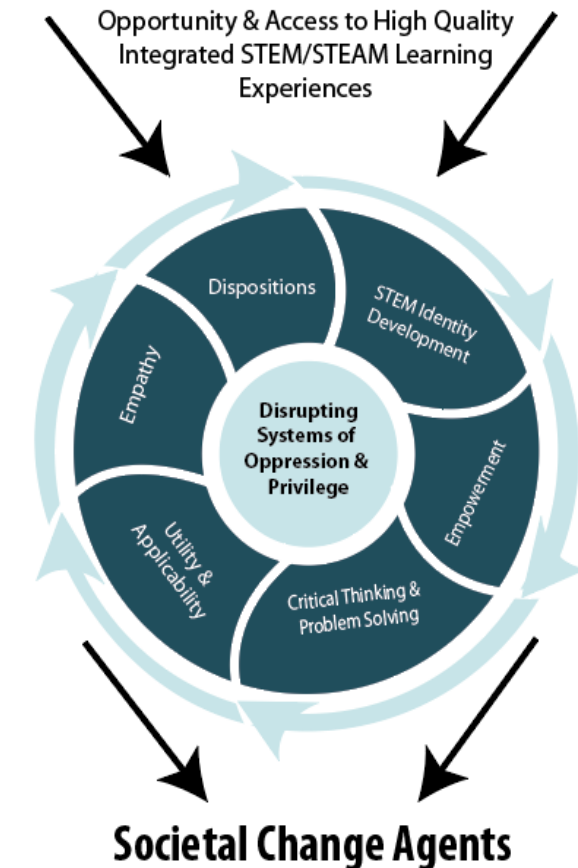 Opportunity & Access to High Quality
Integrated STEM/STEAM Learning
Experiences
Dispositions
STEM Identity
Development
Empathy
Disrupting
Systems of
Oppression &
Privilege
Empowerment
Utility &
Applicability
Critical Thinking &
Problem Solving
Societal Change Agents